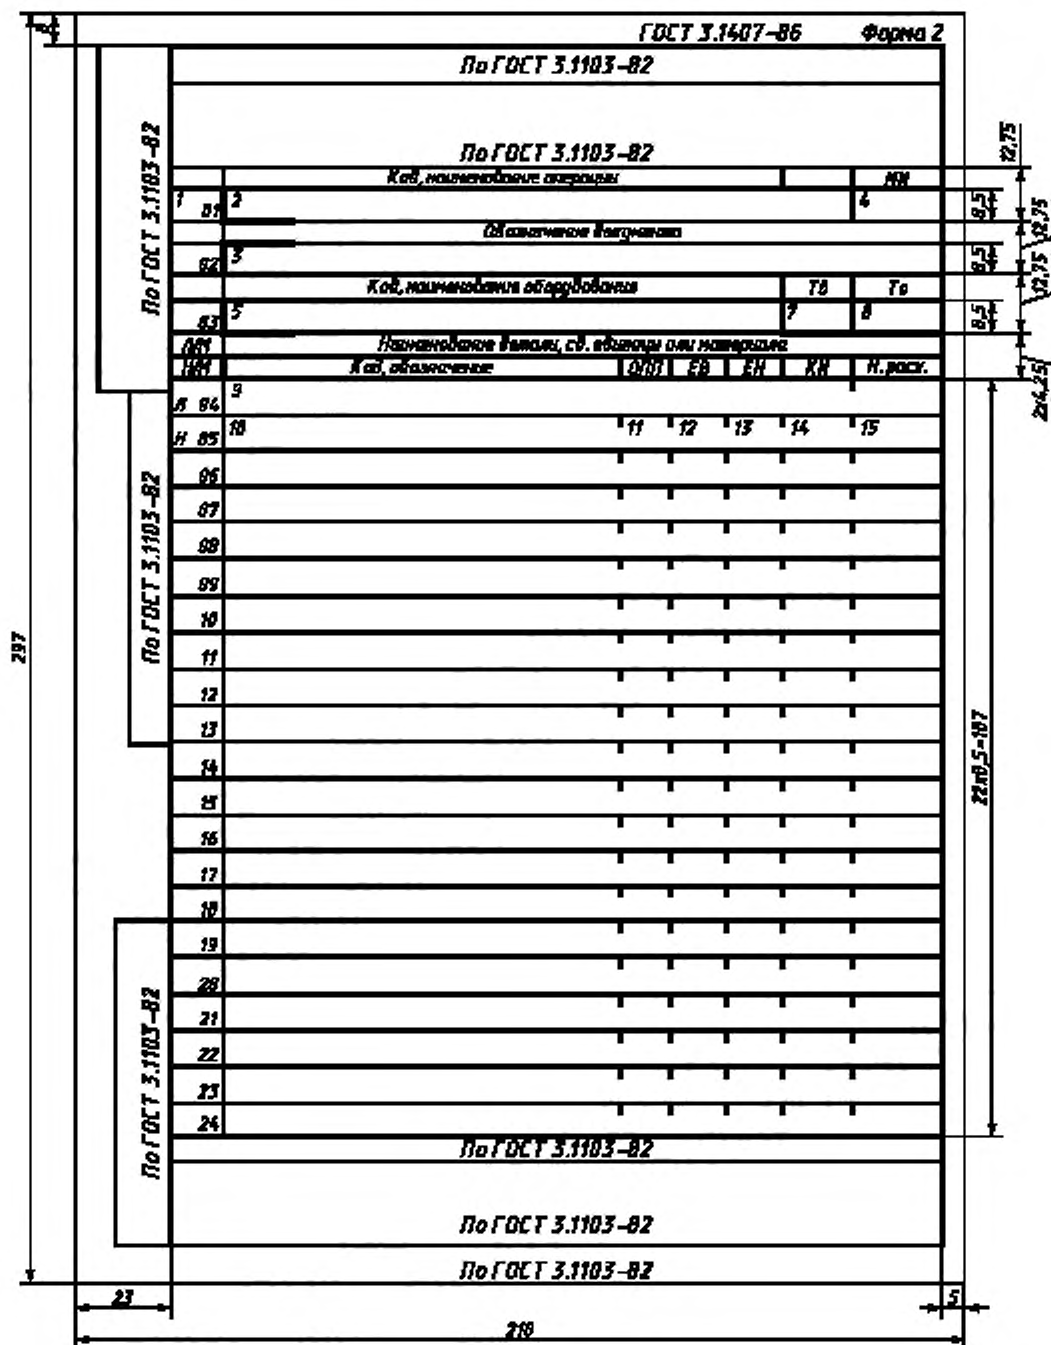 ГОСТ 3.1407-86 Форма 2
8
По ГОСТ 3.1103-82
По ГОСТ 3.1103-82
По ГОСТ 3.1103-82
12,75
Код, наименование операции МИ
1 01 2 4 8,5
12,75
Обозначение документа
02 3 8,5
12,75
Код, наименование оборудования Тв То
03 5 7 8 8,5
Л/М Наименование детали, сб. единицы или материала
Н/М Код, обозначение ОПП ЕВ ЕН КИ Н. расх.
2х4,25
Л 04 9
Н 05 10 11 12 13 14 15
06
07
08
По ГОСТ 3.1103-82
09
10
11
297
12
13
22х8,5=187
14
15
16
17
18
19
20
21
22
По ГОСТ 3.1103-82
23
24
По ГОСТ 3.1103-82
По ГОСТ 3.1103-82
По ГОСТ 3.1103-82
23 5
210